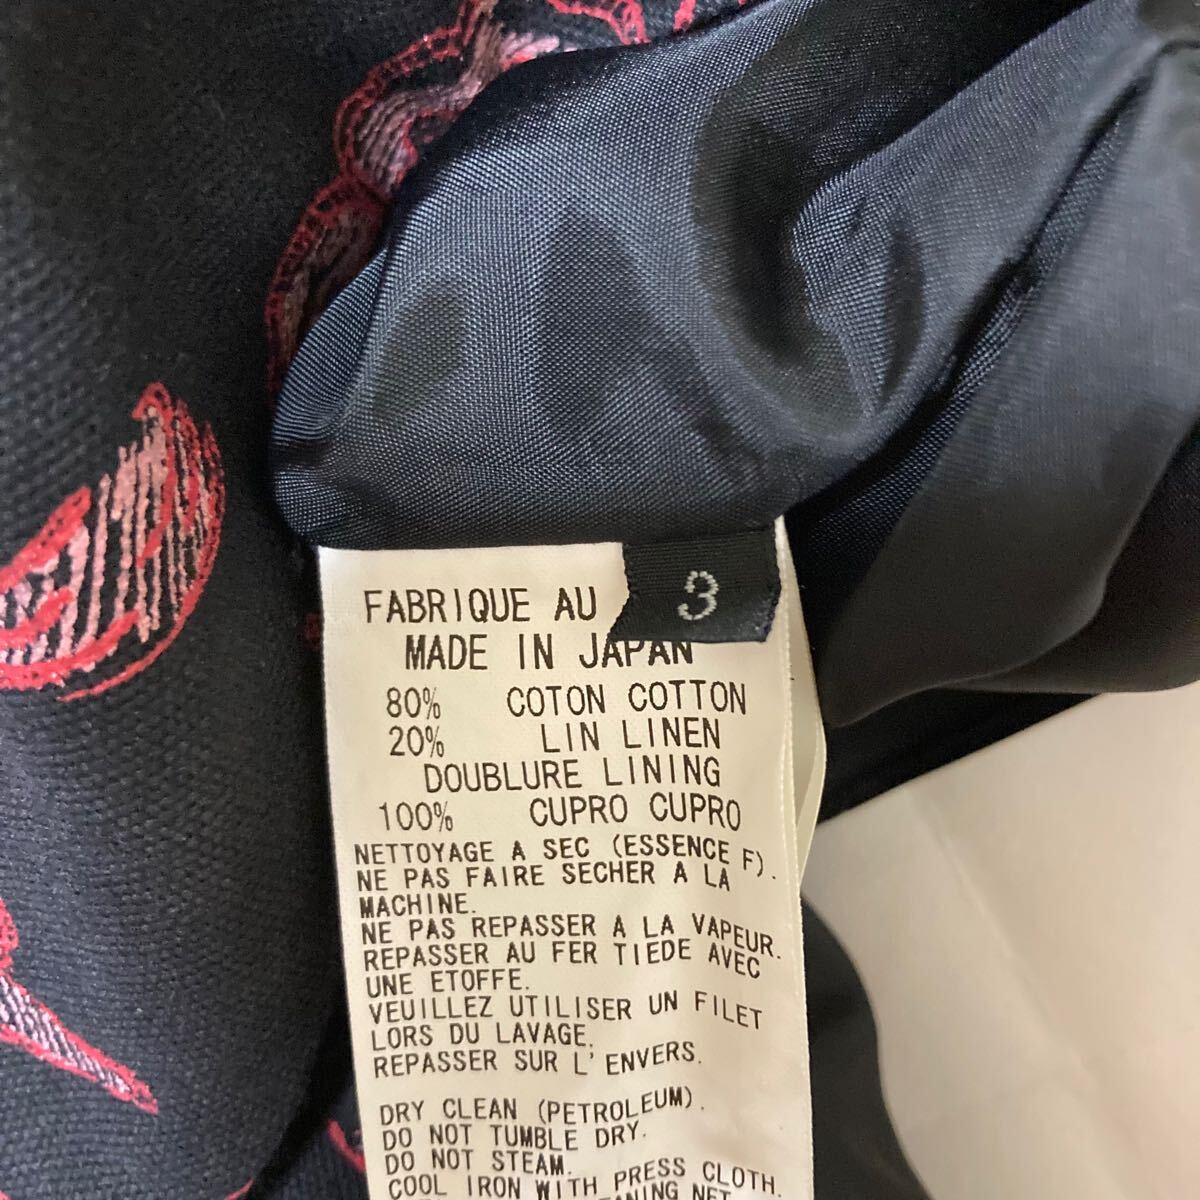 3
FABRIQUE AU
MADE IN JAPAN
80% COTON COTTON
20% LIN LINEN
DOUBLURE LINING
100% CUPRO CUPRO
NETTOYAGE A SEC (ESSENCE F).
NE PAS FAIRE SECHER A LA
MACHINE.
NE PAS REPASSER A LA VAPEUR.
REPASSER AU FER TIEDE AVEC
UNE ETOFFE.
VEUILLEZ UTILISER UN FILET
LORS DU LAVAGE.
REPASSER SUR L'ENVERS.
DRY CLEAN (PETROLEUM).
DO NOT TUMBLE DRY.
DO NOT STEAM.
COOL IRON WITH PRESS CLOTH.
NET